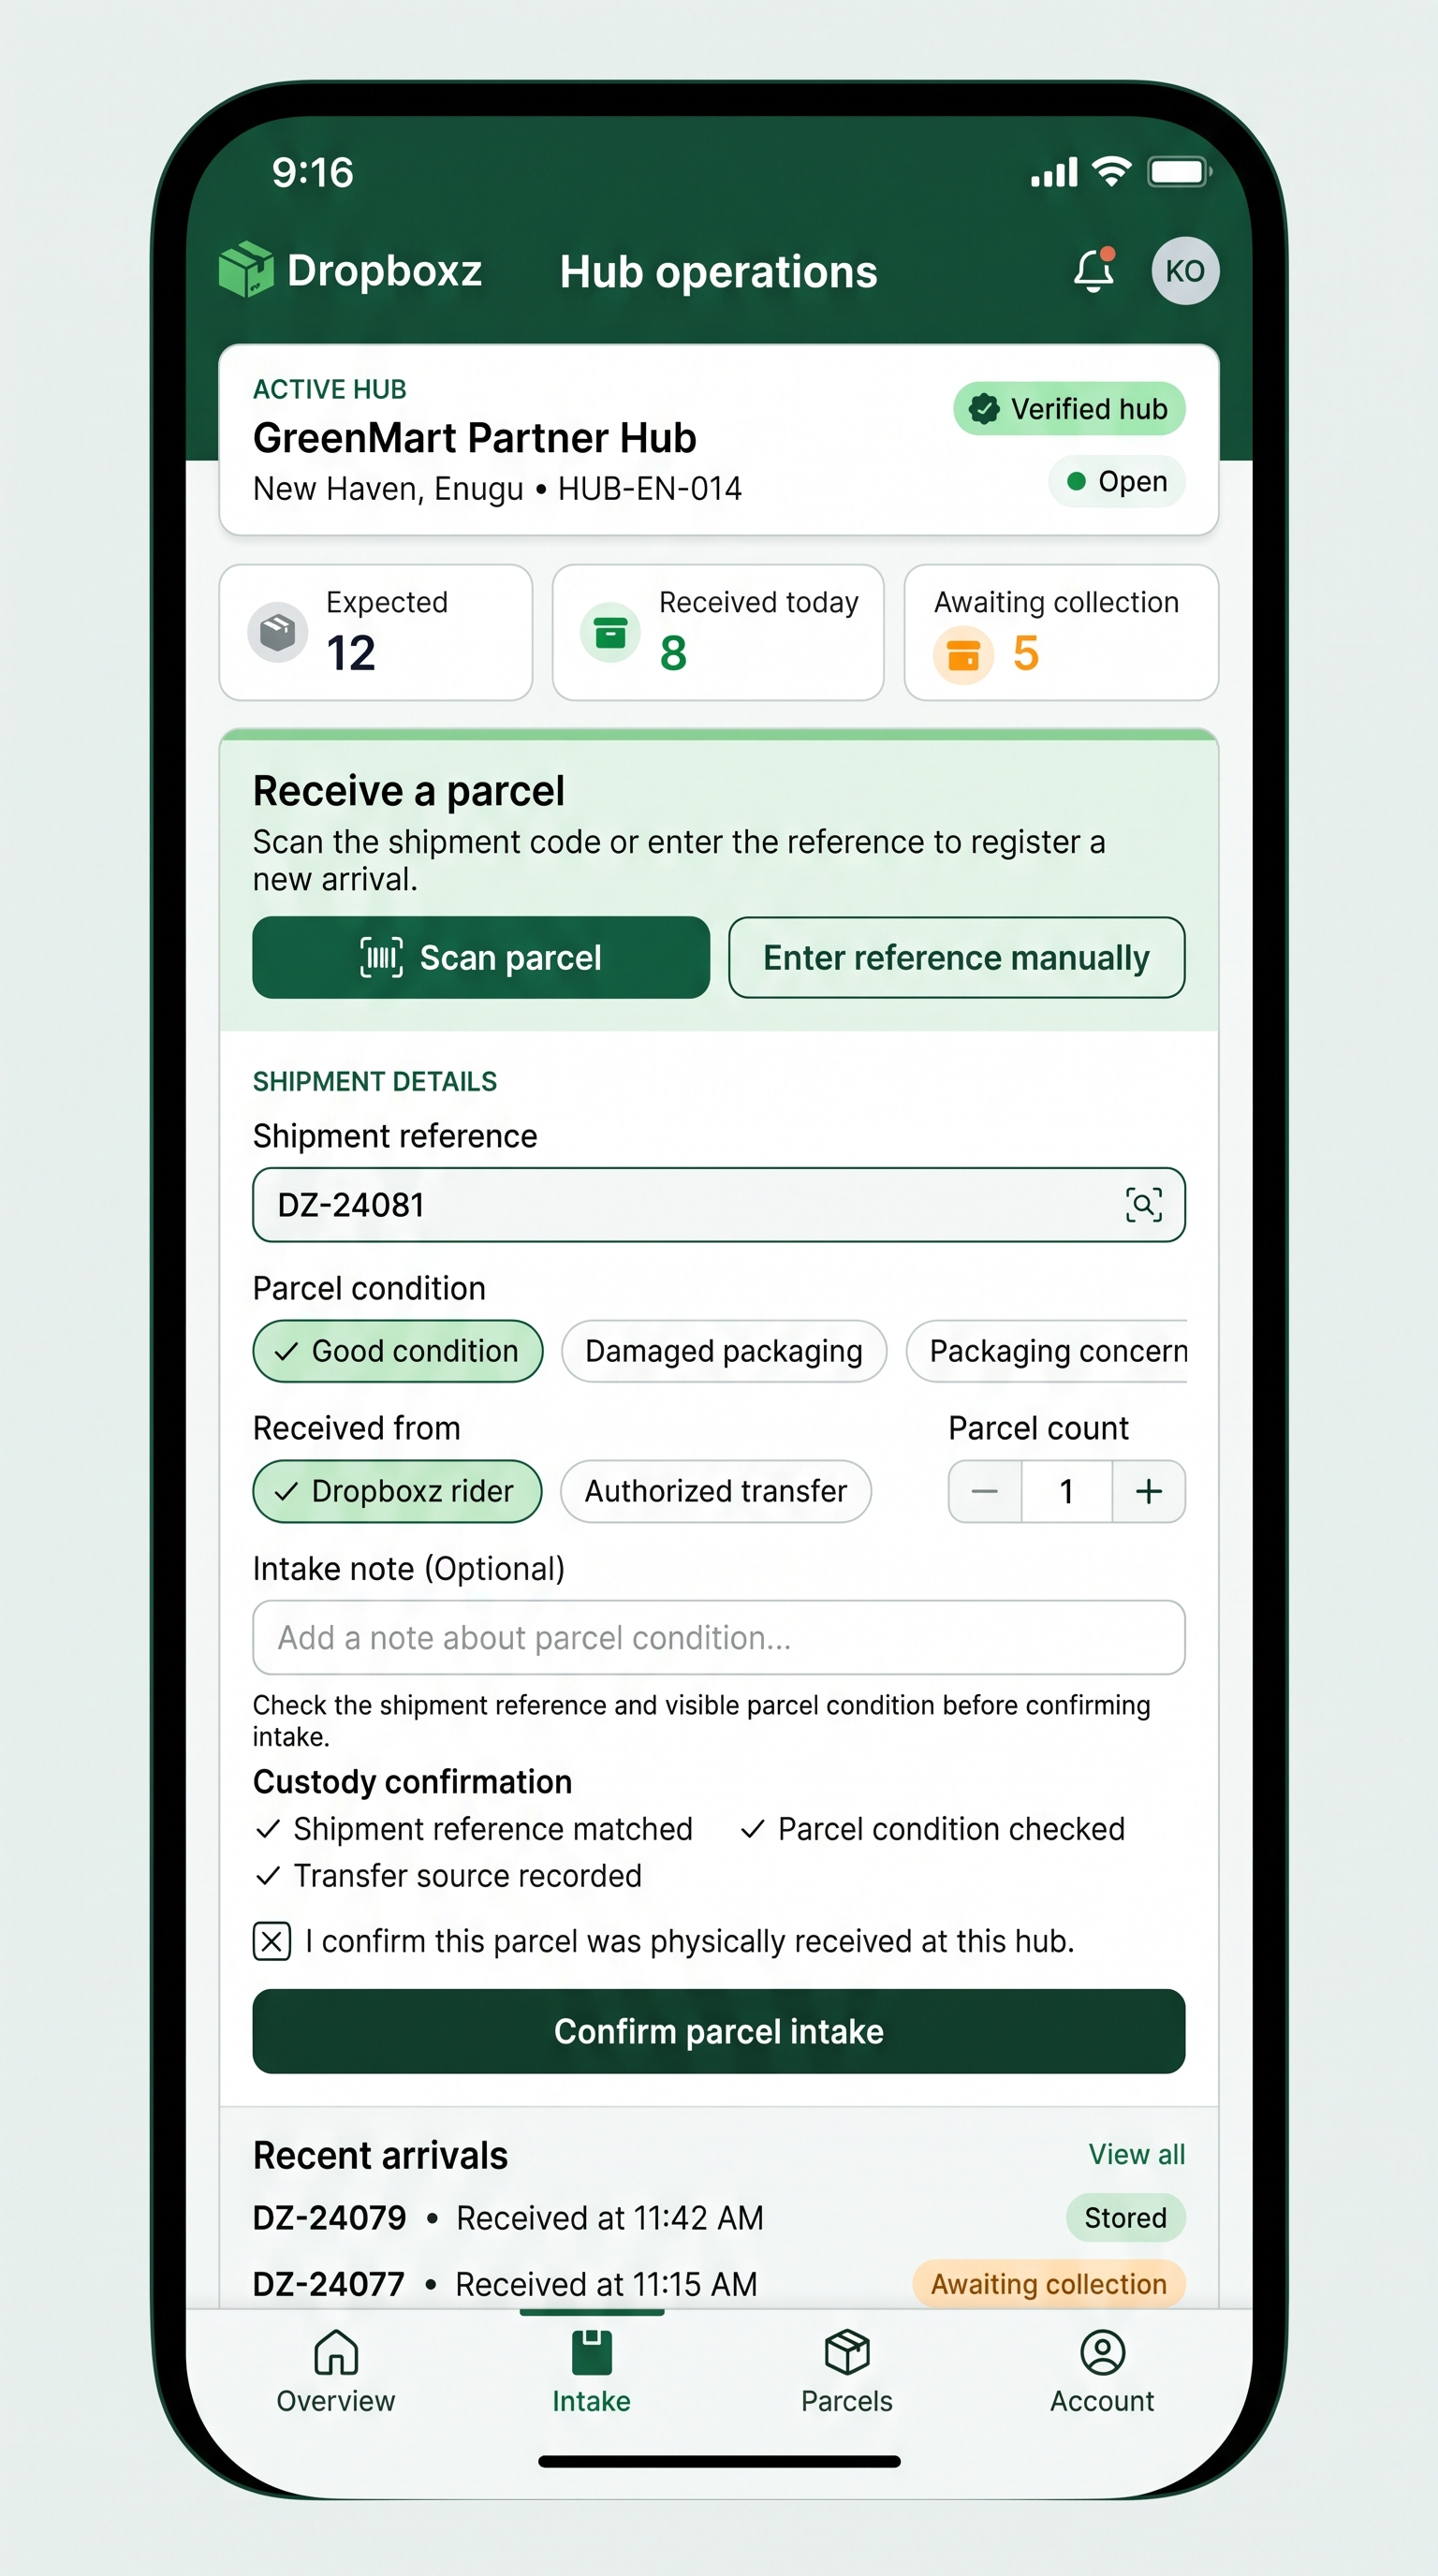 9:16
Dropboxz
Hub operations
KO
ACTIVE HUB
GreenMart Partner Hub
New Haven, Enugu • HUB-EN-014
Verified hub
Open
Expected
12
Received today
8
Awaiting collection
5
Receive a parcel
Scan the shipment code or enter the reference to register a
new arrival.
Scan parcel
Enter reference manually
SHIPMENT DETAILS
Shipment reference
DZ-24081
Parcel condition
Good condition
Damaged packaging
Packaging concern
Received from
Parcel count
Dropboxz rider
Authorized transfer
1
Intake note (Optional)
Add a note about parcel condition...
Check the shipment reference and visible parcel condition before confirming
intake.
Custody confirmation
Shipment reference matched
Parcel condition checked
Transfer source recorded
I confirm this parcel was physically received at this hub.
Confirm parcel intake
Recent arrivals
View all
DZ-24079 • Received at 11:42 AM
Stored
DZ-24077 • Received at 11:15 AM
Awaiting collection
Overview
Intake
Parcels
Account